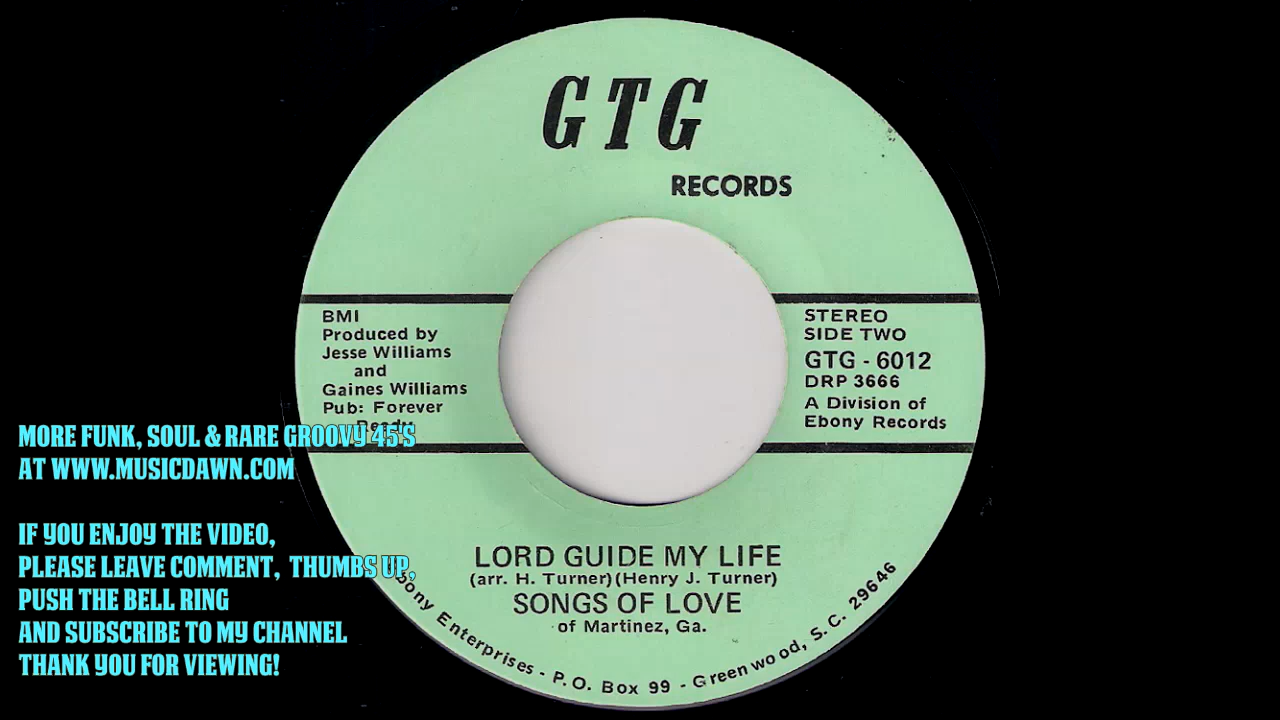 GTG
RECORDS
BMI
Produced by
Jesse Williams
and
Gaines Williams
Pub: Forever
Ready
STEREO
SIDE TWO
GTG - 6012
DRP 3666
A Division of
Ebony Records
LORD GUIDE MY LIFE
(arr. H. Turner)(Henry J. Turner)
SONGS OF LOVE
of Martinez, Ga.
bony Enterprises - P.O. Box 99 - Greenwood, S. C. 29646
MORE FUNK, SOUL & RARE GROOVY 45'S
AT WWW.MUSICDAWN.COM
IF YOU ENJOY THE VIDEO,
PLEASE LEAVE COMMENT, THUMBS UP,
PUSH THE BELL RING
AND SUBSCRIBE TO MY CHANNEL
THANK YOU FOR VIEWING!